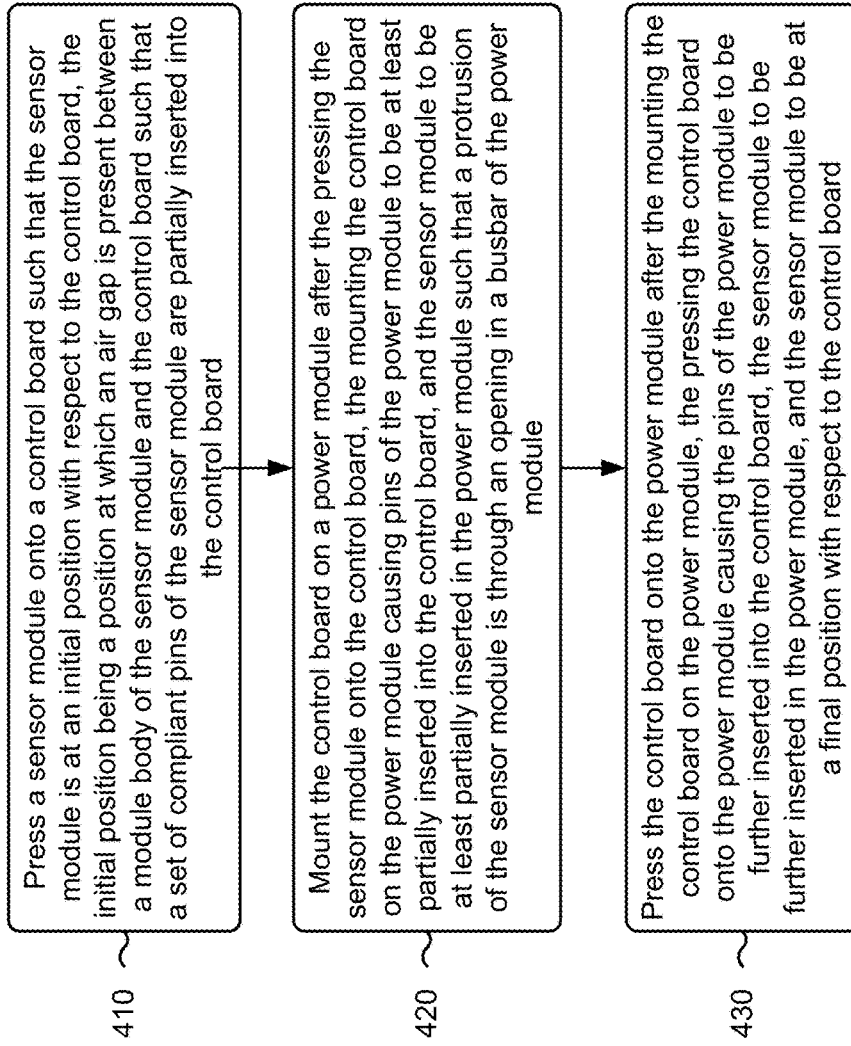 410
Press a sensor module onto a control board such that the sensor
module is at an initial position with respect to the control board, the
initial position being a position at which an air gap is present between
a module body of the sensor module and the control board such that
a set of compliant pins of the sensor module are partially inserted into
the control board
420
Mount the control board on a power module after the pressing the
sensor module onto the control board, the mounting the control board
on the power module causing pins of the power module to be at least
partially inserted into the control board, and the sensor module to be
at least partially inserted in the power module such that a protrusion
of the sensor module is through an opening in a busbar of the power
module
430
Press the control board onto the power module after the mounting the
control board on the power module, the pressing the control board
onto the power module causing the pins of the power module to be
further inserted into the control board, the sensor module to be
further inserted in the power module, and the sensor module to be at
a final position with respect to the control board